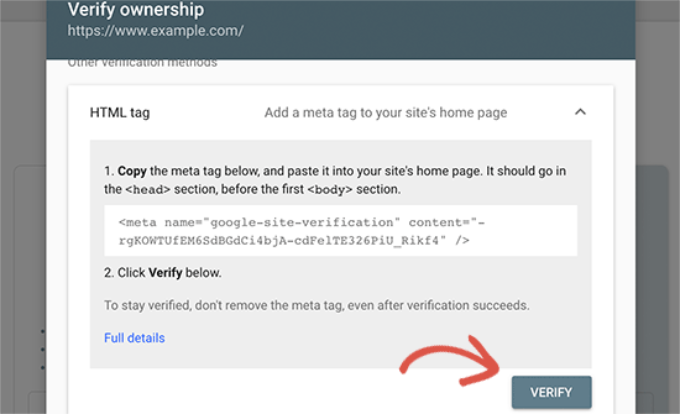 Verify ownership
https://www.example.com/
Other verification methods
HTML tag
Add a meta tag to your site's home page
1. Copy the meta tag below, and paste it into your site's home page. It should go in
the <head> section, before the first <body> section.
<meta name="google-site-verification" content="-
rgKOWTUfEM6SdBGdCi4bjA-cdFelTE326PiU_Rikf4" />
2. Click Verify below.
To stay verified, don't remove the meta tag, even after verification succeeds.
Full details
VERIFY